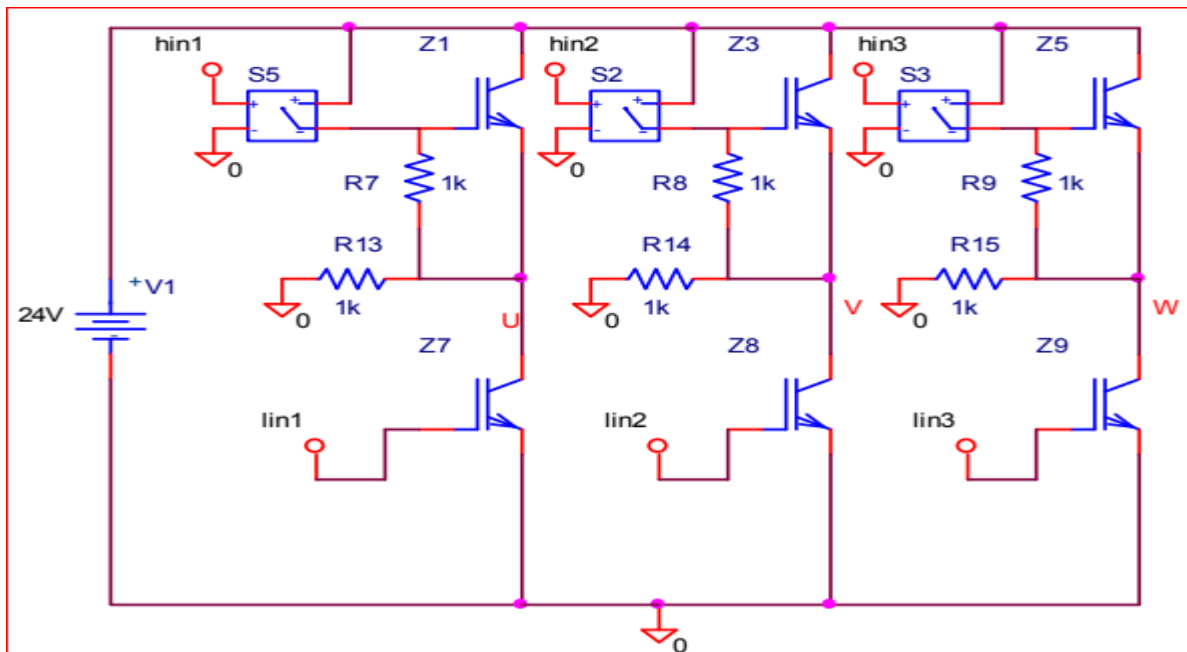 hin1
Z1
hin2
Z3
hin3
Z5
S5
S2
S3
+
-
+
=
+
-
+
=
+
-
+
=
0
0
0
R7
1k
R8
1k
R9
1k
R13
R14
R15
+
V1
24V
-
0
1k
0
1k
0
1k
U
V
W
Z7
Z8
Z9
lin1
lin2
lin3
0